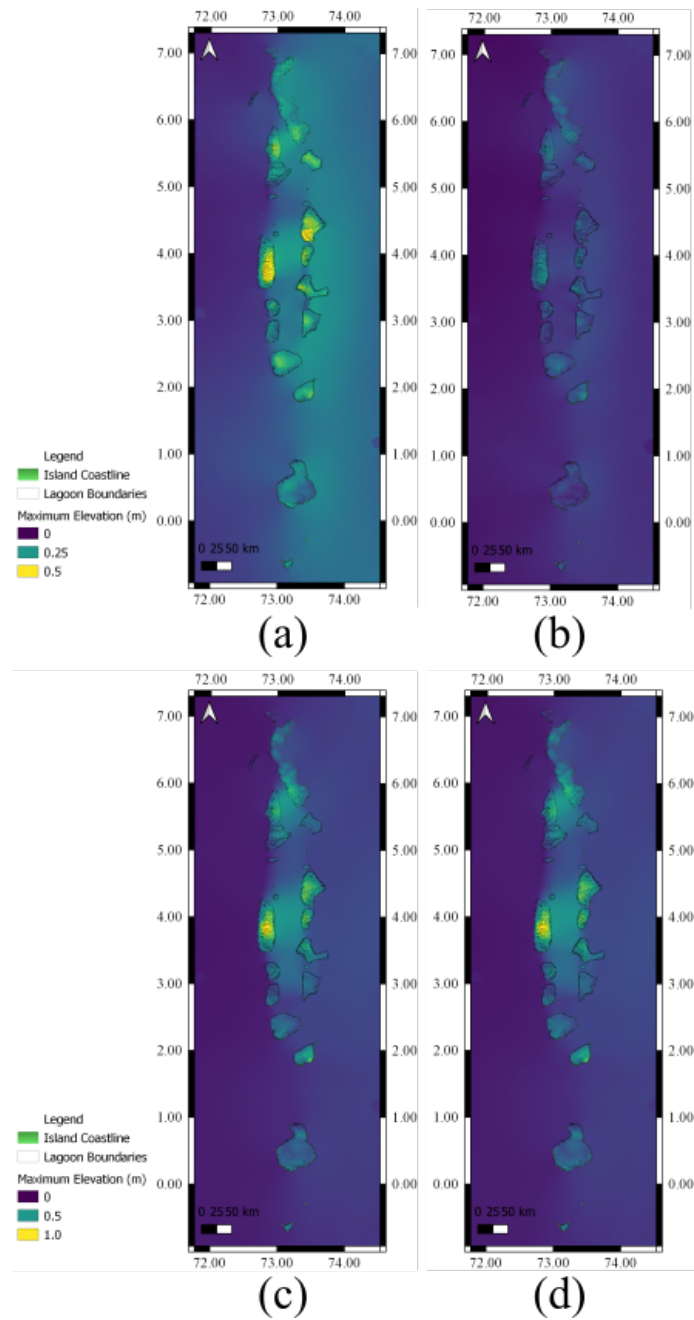 72.00 73.00 74.00
7.00 7.00
6.00 6.00
5.00 5.00
4.00 4.00
3.00 3.00
2.00 2.00
1.00 1.00
0.00 0.00
0 25 50 km
72.00 73.00 74.00
(a)
72.00 73.00 74.00
7.00
6.00
5.00
4.00
3.00
2.00
1.00
0.00
0 25 50 km
72.00 73.00 74.00
(b)
Legend
Island Coastline
Lagoon Boundaries
Maximum Elevation (m)
0
0.25
0.5
72.00 73.00 74.00
7.00 7.00
6.00 6.00
5.00 5.00
4.00 4.00
3.00 3.00
2.00 2.00
1.00 1.00
0.00 0.00
0 25 50 km
72.00 73.00 74.00
(c)
72.00 73.00 74.00
7.00
6.00
5.00
4.00
3.00
2.00
1.00
0.00
0 25 50 km
72.00 73.00 74.00
(d)
Legend
Island Coastline
Lagoon Boundaries
Maximum Elevation (m)
0
0.5
1.0